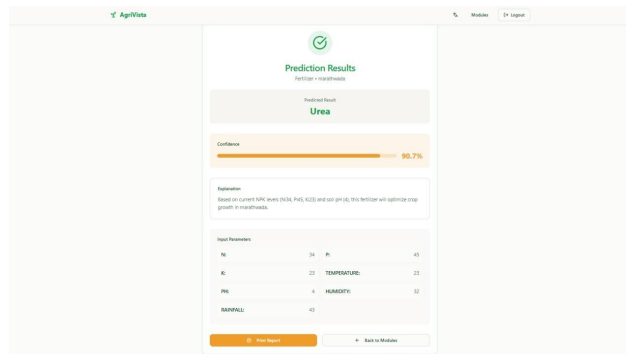 AgriVista
Modules
Logout
Prediction Results
Fertilizer • marathwada
Predicted Result
Urea
Confidence
90.7%
Explanation
Based on current NPK levels (N:34, P:45, K:23) and soil pH (4), this fertilizer will optimize crop
growth in marathwada.
Input Parameters
N: 34 P: 45
K: 23 TEMPERATURE: 23
PH: 4 HUMIDITY: 32
RAINFALL: 43
Print Report
Back to Modules